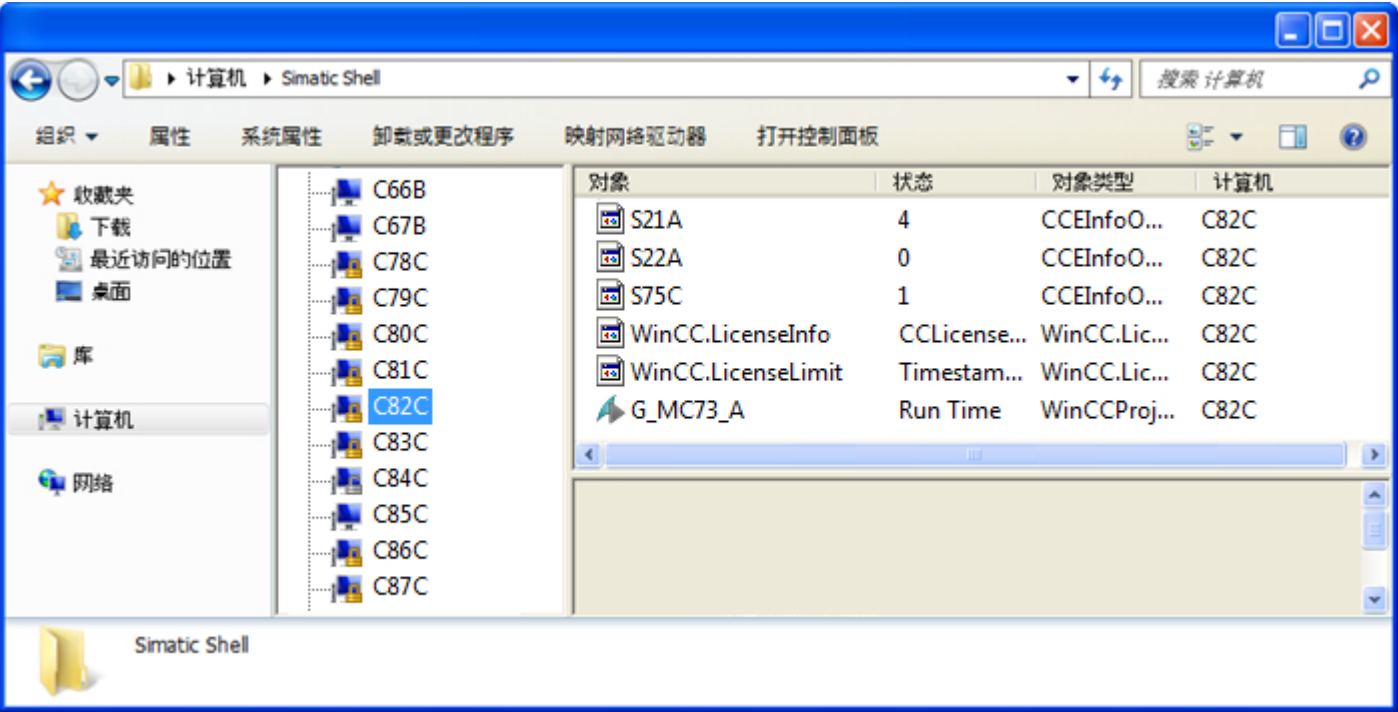 计算机 Simatic Shell 搜索 计算机
组织 属性 系统属性 卸载或更改程序 映射网络驱动器 打开控制面板
收藏夹
下载
最近访问的位置
桌面
库
计算机
网络
C66B
C67B
C78C
C79C
C80C
C81C
C82C
C83C
C84C
C85C
C86C
C87C
对象 状态 对象类型 计算机
S21A 4 CCEInfoO... C82C
S22A 0 CCEInfoO... C82C
S75C 1 CCEInfoO... C82C
WinCC.LicenseInfo CCLicense... WinCC.Lic... C82C
WinCC.LicenseLimit Timestam... WinCC.Lic... C82C
G_MC73_A Run Time WinCCProj... C82C
Simatic Shell